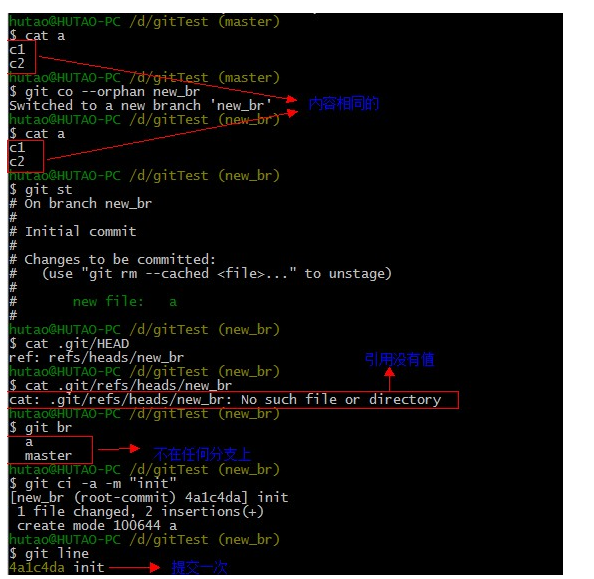 hutao@HUTAO-PC /d/gitTest (master)
$ cat a
c1
c2
hutao@HUTAO-PC /d/gitTest (master)
$ git co --orphan new_br
Switched to a new branch 'new_br'
内容相同的
hutao@HUTAO-PC /d/gitTest (new_br)
$ cat a
c1
c2
hutao@HUTAO-PC /d/gitTest (new_br)
$ git st
# On branch new_br
#
# Initial commit
#
# Changes to be committed:
#   (use "git rm --cached <file>..." to unstage)
#
#       new file:   a
#
hutao@HUTAO-PC /d/gitTest (new_br)
$ cat .git/HEAD
ref: refs/heads/new_br
hutao@HUTAO-PC /d/gitTest (new_br)
引用没有值
$ cat .git/refs/heads/new_br
cat: .git/refs/heads/new_br: No such file or directory
hutao@HUTAO-PC /d/gitTest (new_br)
$ git br
  a
  master
不在任何分支上
hutao@HUTAO-PC /d/gitTest (new_br)
$ git ci -a -m "init"
[new_br (root-commit) 4a1c4da] init
 1 file changed, 2 insertions(+)
 create mode 100644 a
hutao@HUTAO-PC /d/gitTest (new_br)
$ git line
4a1c4da init
提交一次